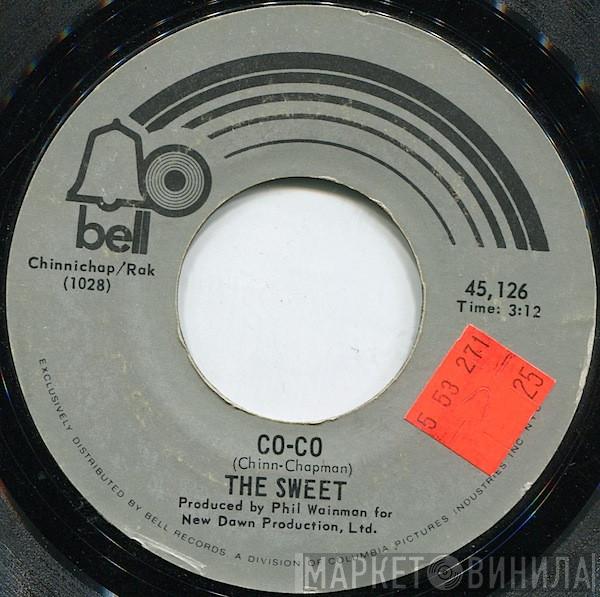 bell
Chinnichap/Rak
(1028)
45,126
Time: 3:12
5 53 271
25
CO-CO
(Chinn-Chapman)
THE SWEET
Produced by Phil Wainman for
New Dawn Production, Ltd.
EXCLUSIVELY DISTRIBUTED BY BELL RECORDS, A DIVISION OF COLUMBIA PICTURES INDUSTRIES INC NY
МАРКЕТ ВИНИЛА